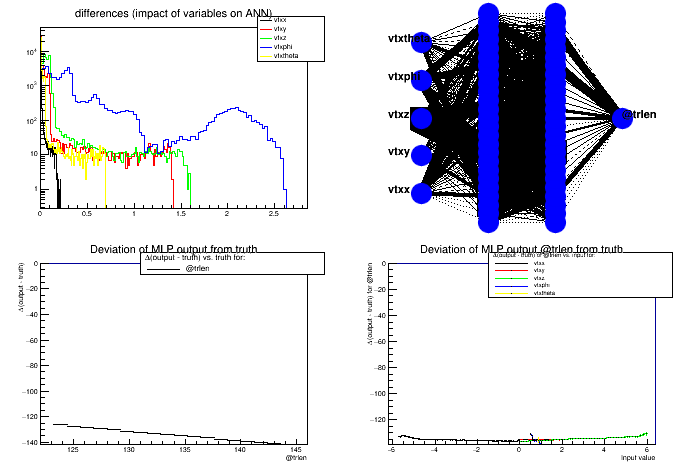 differences (impact of variables on ANN)
vtxx
vtxy
vtxz
vtxphi
vtxtheta
10⁴
10³
10²
10
1
0 0.5 1 1.5 2 2.5
vtxtheta
vtxphi
vtxz
vtxy
vtxx
@trlen
Deviation of MLP output from truth
Δ(output - truth) vs. truth for:
@trlen
Δ(output - truth)
0
−20
−40
−60
−80
−100
−120
−140
125 130 135 140 145
@trlen
Deviation of MLP output @trlen from truth
Δ(output - truth) of @trlen vs. input for:
vtxx
vtxy
vtxz
vtxphi
vtxtheta
Δ(output - truth) for @trlen
0
−20
−40
−60
−80
−100
−120
−6 −4 −2 0 2 4 6
Input value